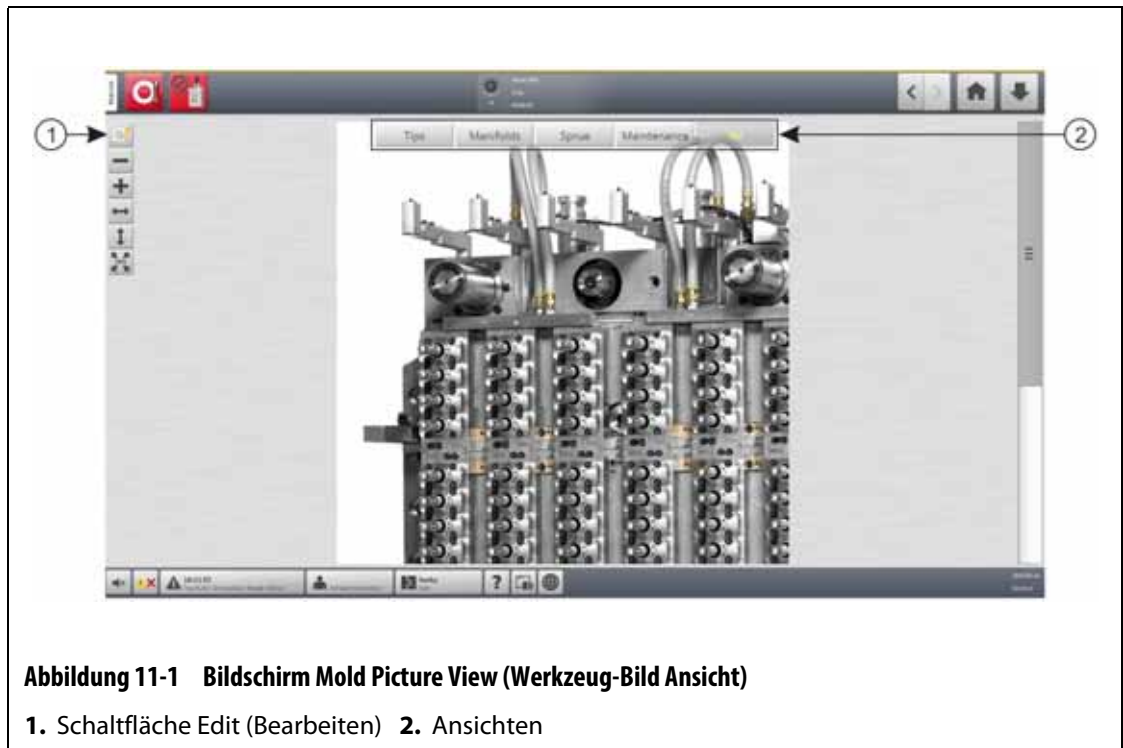 1
2
Tips Manifolds Sprue Maintenance
?
Abbildung 11-1 Bildschirm Mold Picture View (Werkzeug-Bild Ansicht)
1. Schaltfläche Edit (Bearbeiten) 2. Ansichten